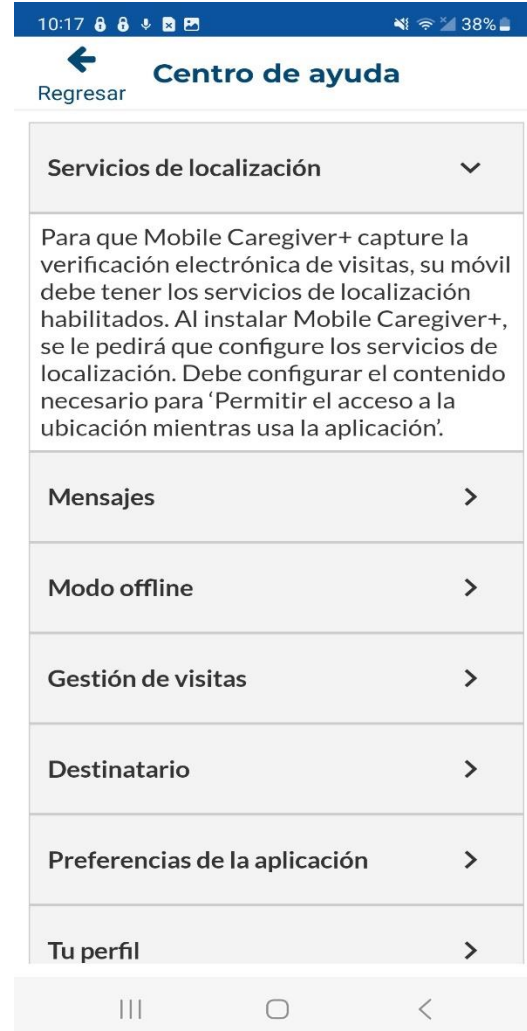 10:17
38%
Regresar
Centro de ayuda
Servicios de localización
Para que Mobile Caregiver+ capture la
verificación electrónica de visitas, su móvil
debe tener los servicios de localización
habilitados. Al instalar Mobile Caregiver+,
se le pedirá que configure los servicios de
localización. Debe configurar el contenido
necesario para ‘Permitir el acceso a la
ubicación mientras usa la aplicación’.
Mensajes
Modo offline
Gestión de visitas
Destinatario
Preferencias de la aplicación
Tu perfil